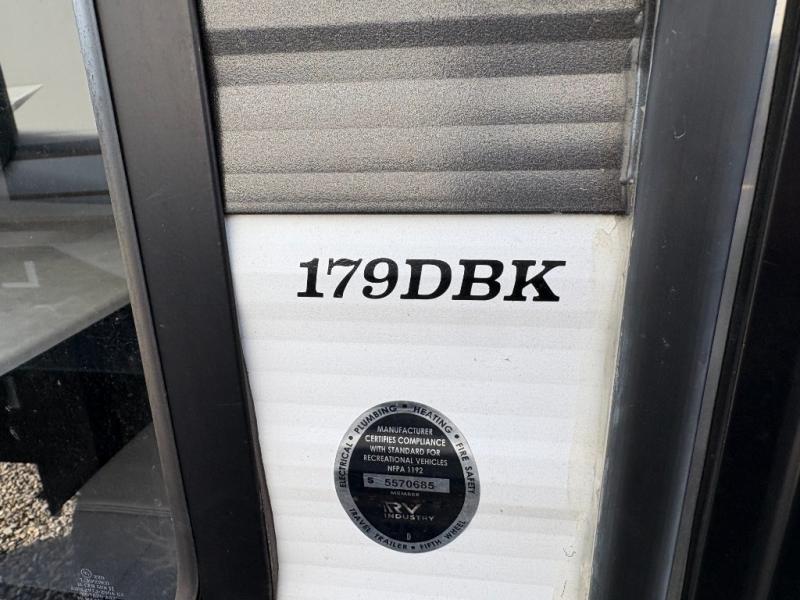 179DBK
ELECTRICAL • PLUMBING • HEATING • FIRE SAFETY
MANUFACTURER
CERTIFIES COMPLIANCE
WITH STANDARD FOR
RECREATIONAL VEHICLES
NFPA 1192
S 5570685
MEMBER
RV
INDUSTRY
D
TRAVEL TRAILER • FIFTH WHEEL